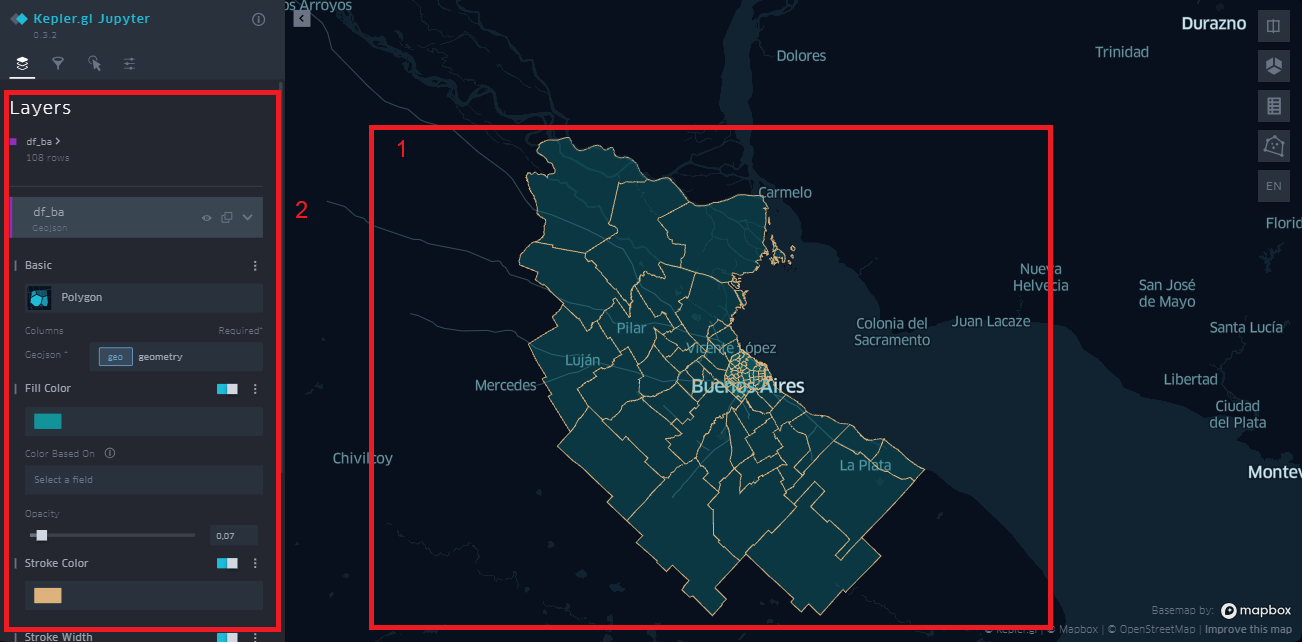 Kepler.gl Jupyter
0.3.2
Layers
df_ba
108 rows
df_ba
Geojson
Basic
Polygon
Columns Required*
Geojson * geo geometry
Fill Color
Color Based On
Select a field
Opacity
0,07
Stroke Color
Stroke Width
2
1
os Arroyos
Dolores
Trinidad
Durazno
EN
Carmelo
Florid
Nueva
Helvecia
San José
de Mayo
Pilar
Colonia del
Sacramento
Juan Lacaze
Santa Lucía
Vicente López
Luján
Mercedes
Buenos Aires
Libertad
Ciudad
del Plata
Chivilcoy
La Plata
Montev
Basemap by: mapbox
© Kepler.gl | © Mapbox | © OpenStreetMap | Improve this map